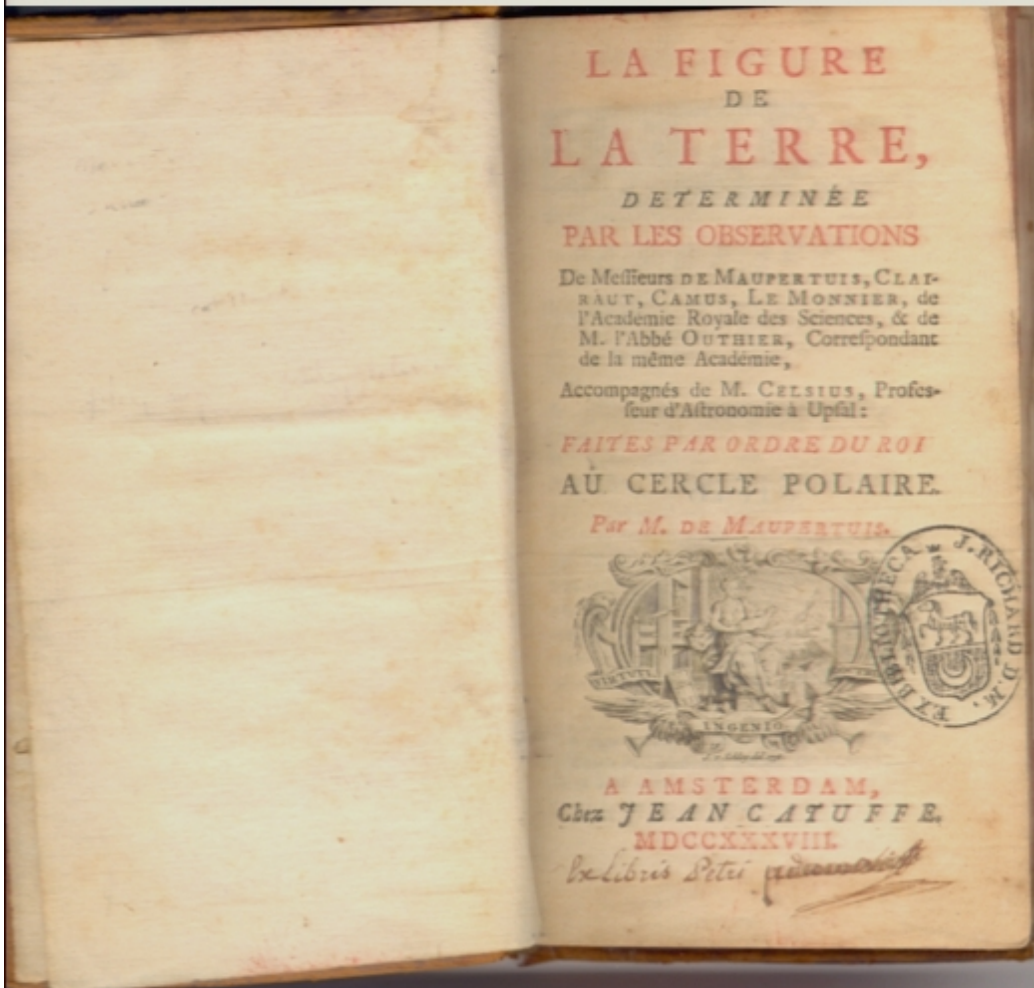 LA FIGURE
DE
LA TERRE,
DETERMINÉE
PAR LES OBSERVATIONS
De Meſſieurs DE MAUPERTUIS, CLAI-
RAUT, CAMUS, LE MONNIER, de
l'Académie Royale des Sciences, & de
M. l'Abbé OUTHIER, Correſpondant
de la même Académie,
Accompagnés de M. CELSIUS, Profes-
ſeur d'Aſtronomie à Upſal:
FAITES PAR ORDRE DU ROI
AU CERCLE POLAIRE.
Par M. DE MAUPERTUIS.
EX BIBLIOTHECA J. RICHARD D. M.
VIRTUTI
INGENIO
A AMSTERDAM,
Chez JEAN CATUFFE,
MDCCXXXVIII.
Ex Libris Petri